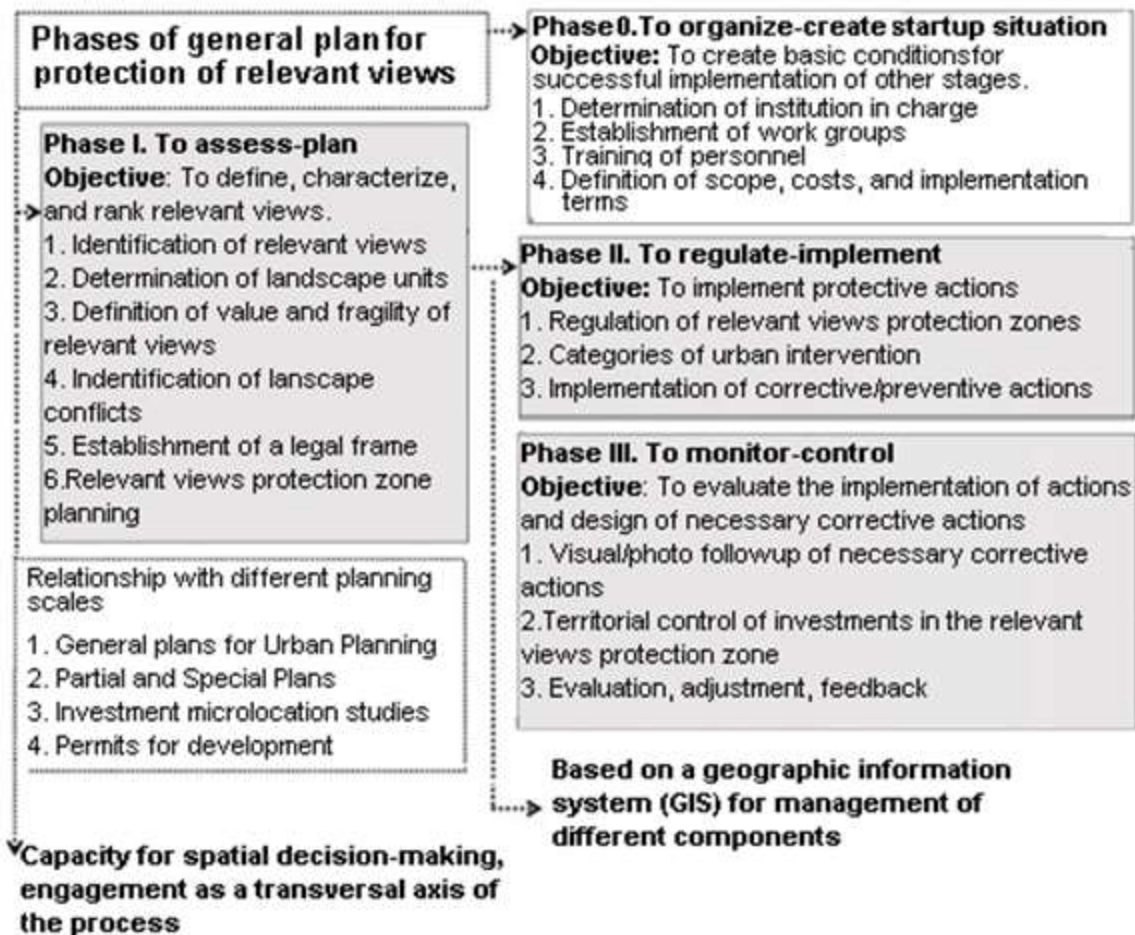 Phases of general plan for
protection of relevant views
Phase 0.To organize-create startup situation
Objective: To create basic conditionsfor
successful implementation of other stages.
1. Determination of institution in charge
2. Establishment of work groups
3. Training of personnel
4. Definition of scope, costs, and implementation
terms
Phase I. To assess-plan
Objective: To define, characterize,
and rank relevant views.
1. Identification of relevant views
2. Determination of landscape units
3. Definition of value and fragility of
relevant views
4. Indentification of lanscape
conflicts
5. Establishment of a legal frame
6.Relevant views protection zone
planning
Phase II. To regulate-implement
Objective: To implement protective actions
1. Regulation of relevant views protection zones
2. Categories of urban intervention
3. Implementation of corrective/preventive actions
Phase III. To monitor-control
Objective: To evaluate the implementation of actions
and design of necessary corrective actions
1. Visual/photo followup of necessary corrective
actions
2.Territorial control of investments in the relevant
views protection zone
3. Evaluation, adjustment, feedback
Relationship with different planning
scales
1. General plans for Urban Planning
2. Partial and Special Plans
3. Investment microlocation studies
4. Permits for development
Based on a geographic information
system (GIS) for management of
different components
Capacity for spatial decision-making,
engagement as a transversal axis of
the process